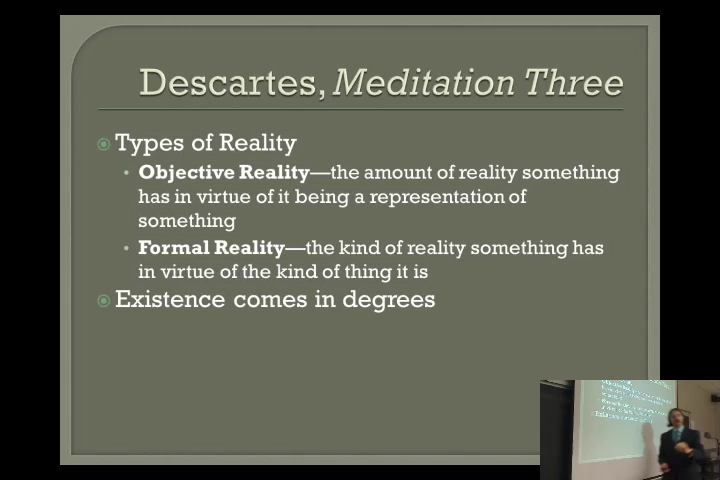 Descartes, Meditation Three
Types of Reality
Objective Reality—the amount of reality something
has in virtue of it being a representation of
something
Formal Reality—the kind of reality something has
in virtue of the kind of thing it is
Existence comes in degrees